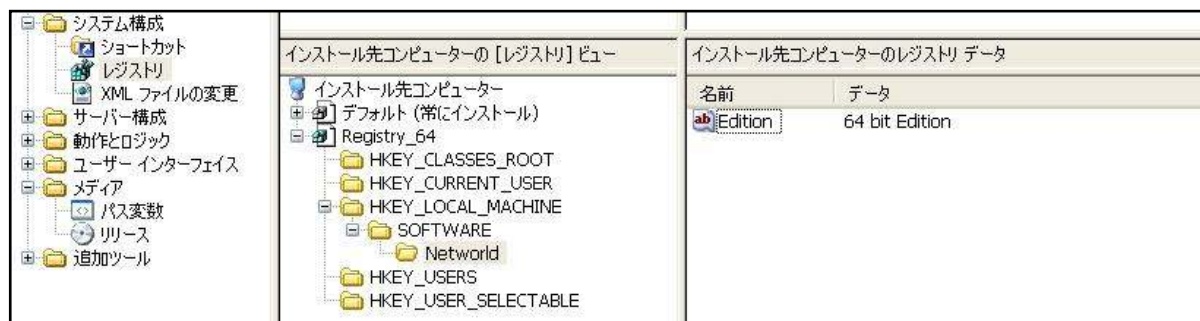 システム構成
ショートカット
レジストリ
XML ファイルの変更
サーバー構成
動作とロジック
ユーザー インターフェイス
メディア
パス変数
リリース
追加ツール
インストール先コンピューターの [レジストリ] ビュー
インストール先コンピューター
デフォルト (常にインストール)
Registry_64
HKEY_CLASSES_ROOT
HKEY_CURRENT_USER
HKEY_LOCAL_MACHINE
SOFTWARE
Networld
HKEY_USERS
HKEY_USER_SELECTABLE
インストール先コンピューターのレジストリ データ
名前 データ
ab Edition 64 bit Edition